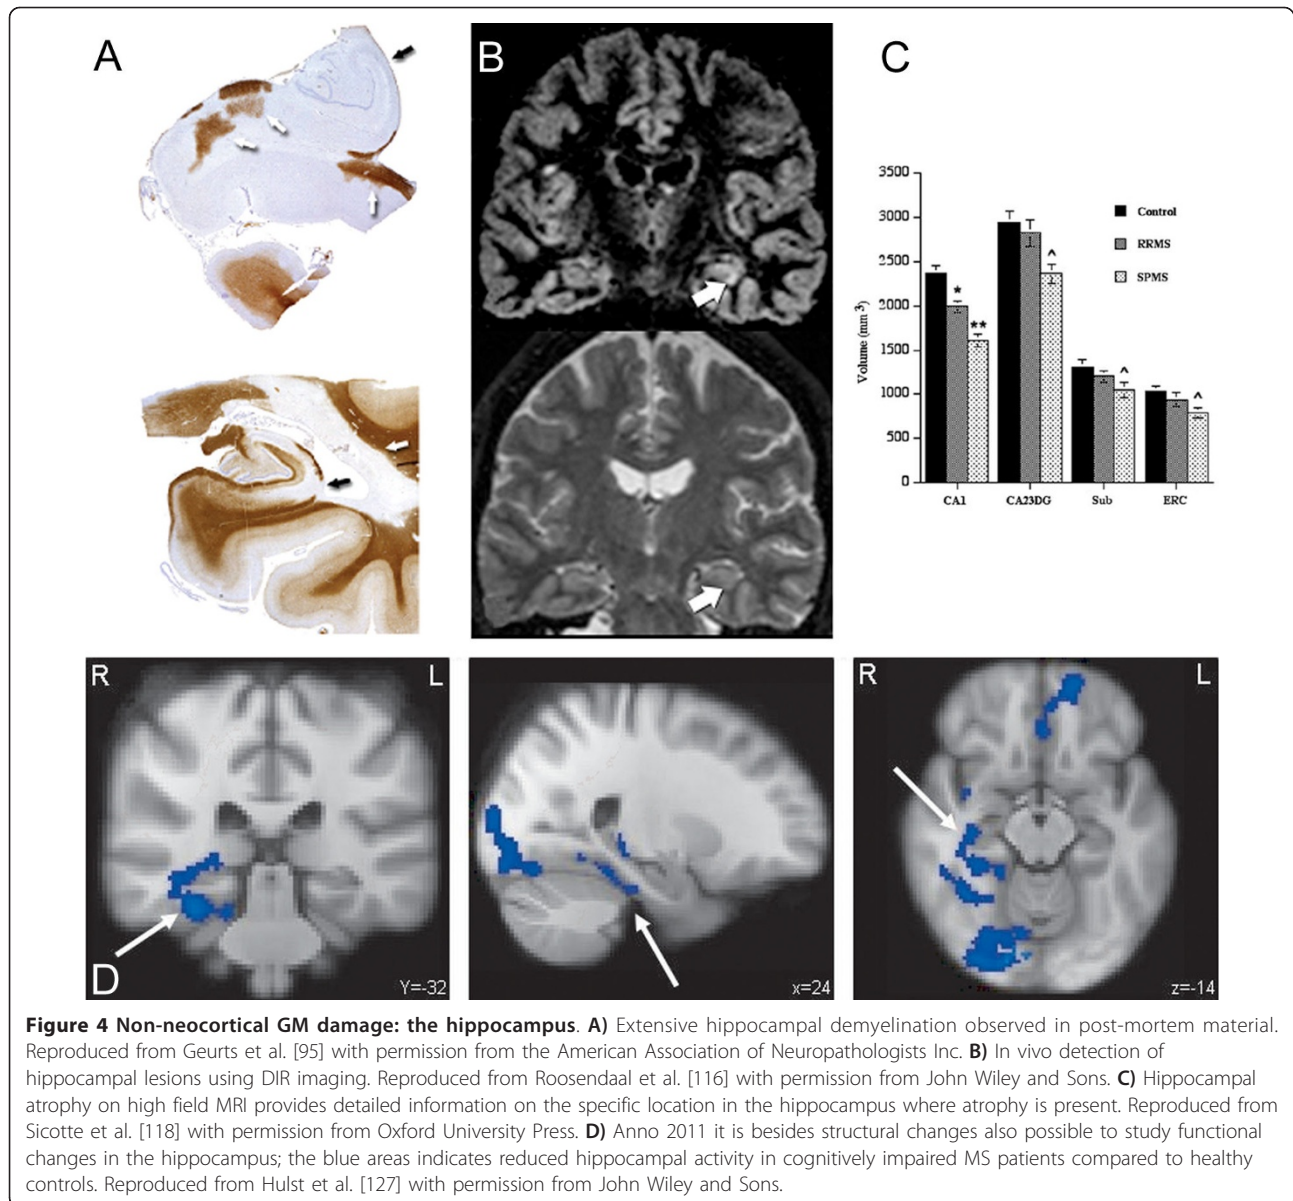 A
B
C
3500
3000
2500
2000
1500
1000
500
0
Volume (mm³)
Control
RRMS
SPMS
*
**
^
^
^
CA1 CA23DG Sub ERC
R L
D
Y=-32
x=24
R L
z=-14
Figure 4 Non-neocortical GM damage: the hippocampus. A) Extensive hippocampal demyelination observed in post-mortem material.
Reproduced from Geurts et al. [95] with permission from the American Association of Neuropathologists Inc. B) In vivo detection of
hippocampal lesions using DIR imaging. Reproduced from Roosendaal et al. [116] with permission from John Wiley and Sons. C) Hippocampal
atrophy on high field MRI provides detailed information on the specific location in the hippocampus where atrophy is present. Reproduced from
Sicotte et al. [118] with permission from Oxford University Press. D) Anno 2011 it is besides structural changes also possible to study functional
changes in the hippocampus; the blue areas indicates reduced hippocampal activity in cognitively impaired MS patients compared to healthy
controls. Reproduced from Hulst et al. [127] with permission from John Wiley and Sons.